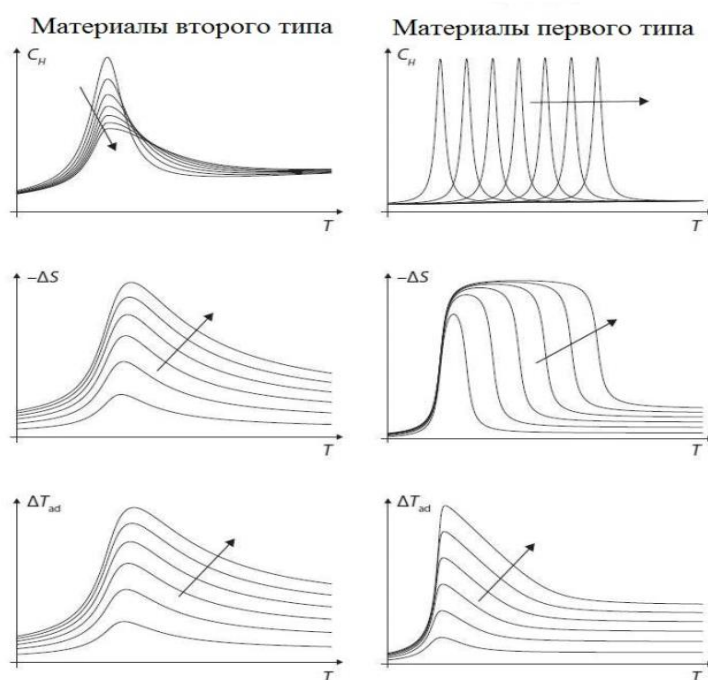 Материалы второго типа
Материалы первого типа
C_H
T
C_H
T
−ΔS
T
−ΔS
T
ΔT_ad
T
ΔT_ad
T